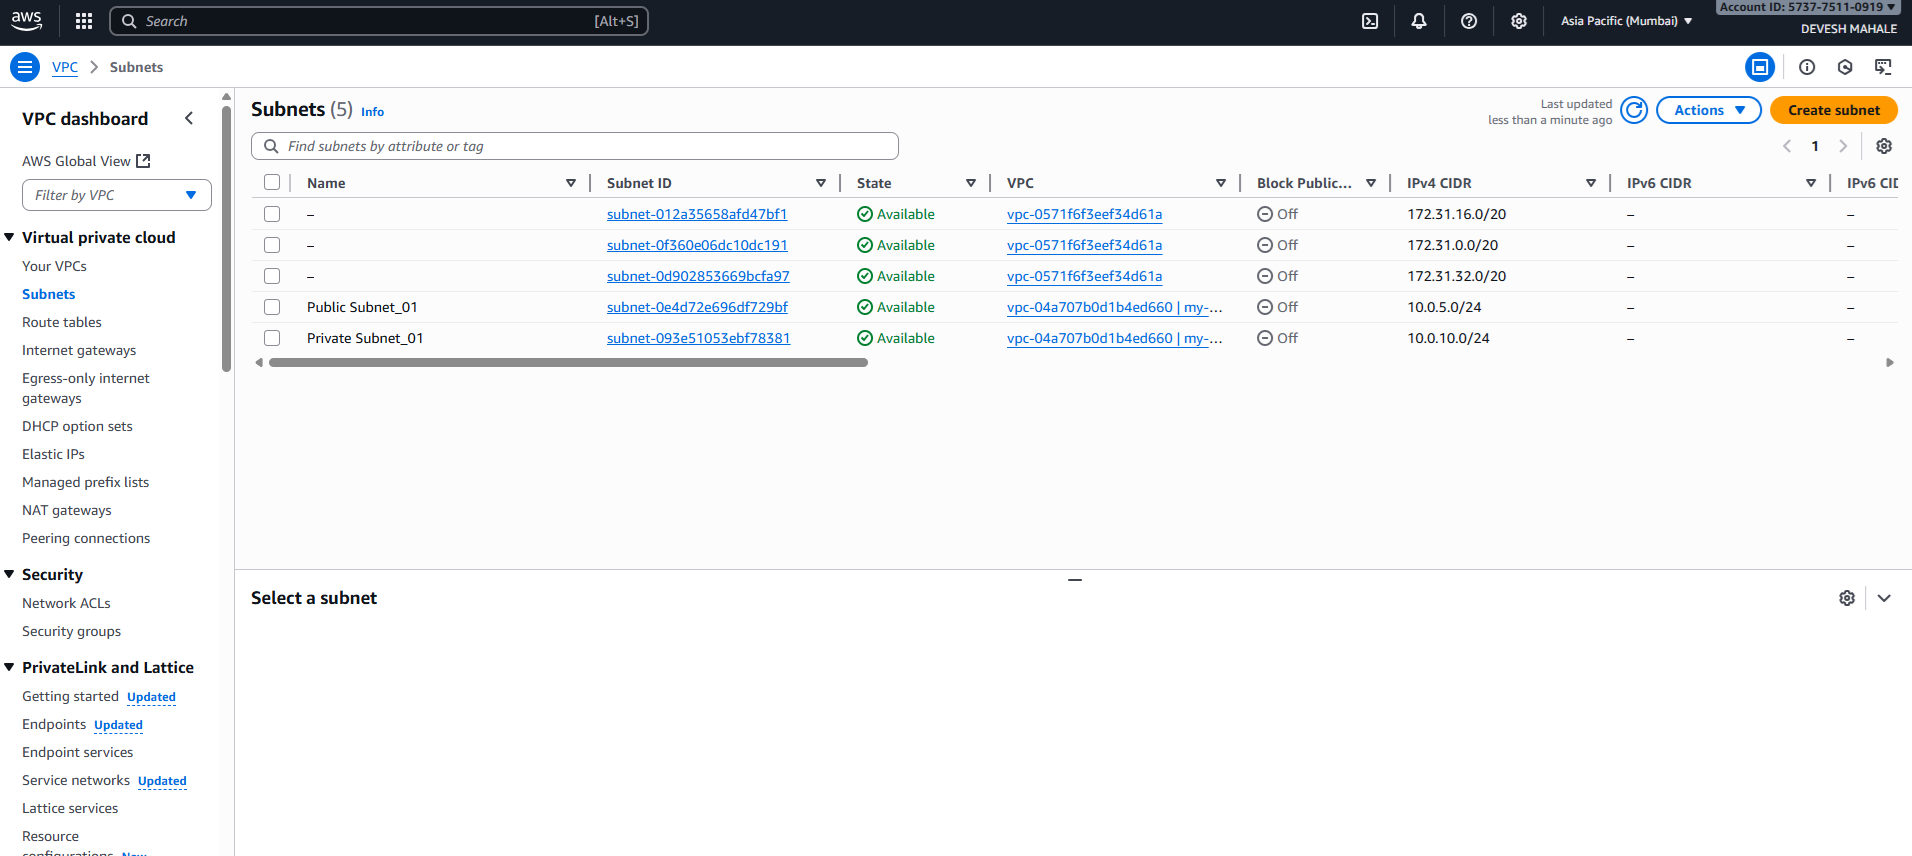 aws
Search [Alt+S]
Asia Pacific (Mumbai)
Account ID: 5737-7511-0919
DEVESH MAHALE
VPC Subnets
VPC dashboard
AWS Global View
Filter by VPC
Virtual private cloud
Your VPCs
Subnets
Route tables
Internet gateways
Egress-only internet
gateways
DHCP option sets
Elastic IPs
Managed prefix lists
NAT gateways
Peering connections
Security
Network ACLs
Security groups
PrivateLink and Lattice
Getting started Updated
Endpoints Updated
Endpoint services
Service networks Updated
Lattice services
Resource
configurations New
Subnets (5) Info
Last updated
less than a minute ago
Actions
Create subnet
Find subnets by attribute or tag
1
Name Subnet ID State VPC Block Public... IPv4 CIDR IPv6 CIDR IPv6 CID
– subnet-012a35658afd47bf1 Available vpc-0571f6f3eef34d61a Off 172.31.16.0/20 – –
– subnet-0f360e06dc10dc191 Available vpc-0571f6f3eef34d61a Off 172.31.0.0/20 – –
– subnet-0d902853669bcfa97 Available vpc-0571f6f3eef34d61a Off 172.31.32.0/20 – –
Public Subnet_01 subnet-0e4d72e696df729bf Available vpc-04a707b0d1b4ed660 | my-... Off 10.0.5.0/24 – –
Private Subnet_01 subnet-093e51053ebf78381 Available vpc-04a707b0d1b4ed660 | my-... Off 10.0.10.0/24 – –
Select a subnet